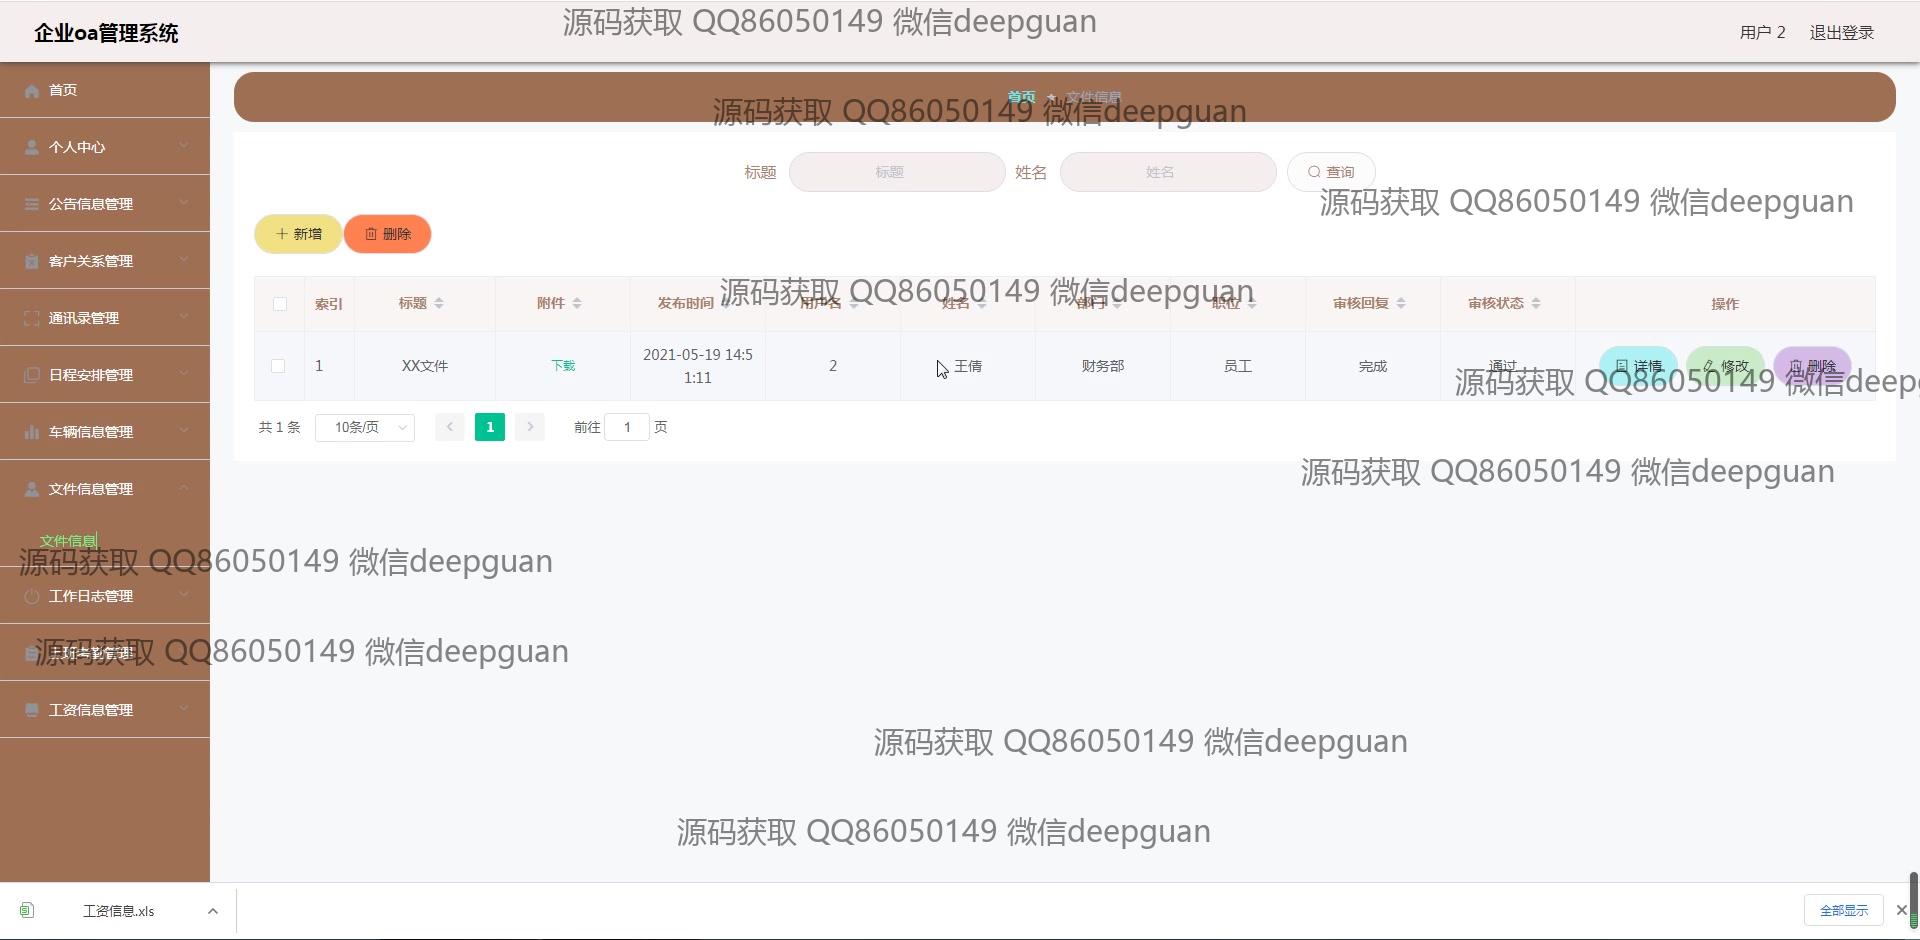 企业oa管理系统
源码获取 QQ86050149 微信deepguan
用户 2 退出登录
首页
个人中心
公告信息管理
客户关系管理
通讯录管理
日程安排管理
车辆信息管理
文件信息管理
文件信息
源码获取 QQ86050149 微信deepguan
工作日志管理
源码获取 QQ86050149 微信deepguan
工资信息管理
首页 文件信息
源码获取 QQ86050149 微信deepguan
标题 标题 姓名 姓名 查询
源码获取 QQ86050149 微信deepguan
新增 删除
源码获取 QQ86050149 微信deepguan
索引 标题 附件 发布时间 用户名 姓名 部门 职位 审核回复 审核状态 操作
1 XX文件 下载 2021-05-19 14:5
1:11 2 王倩 财务部 员工 完成 通过 详情 修改 删除
源码获取 QQ86050149 微信deepg
共 1 条 10条/页 1 前往 1 页
源码获取 QQ86050149 微信deepguan
源码获取 QQ86050149 微信deepguan
源码获取 QQ86050149 微信deepguan
工资信息.xls 全部显示